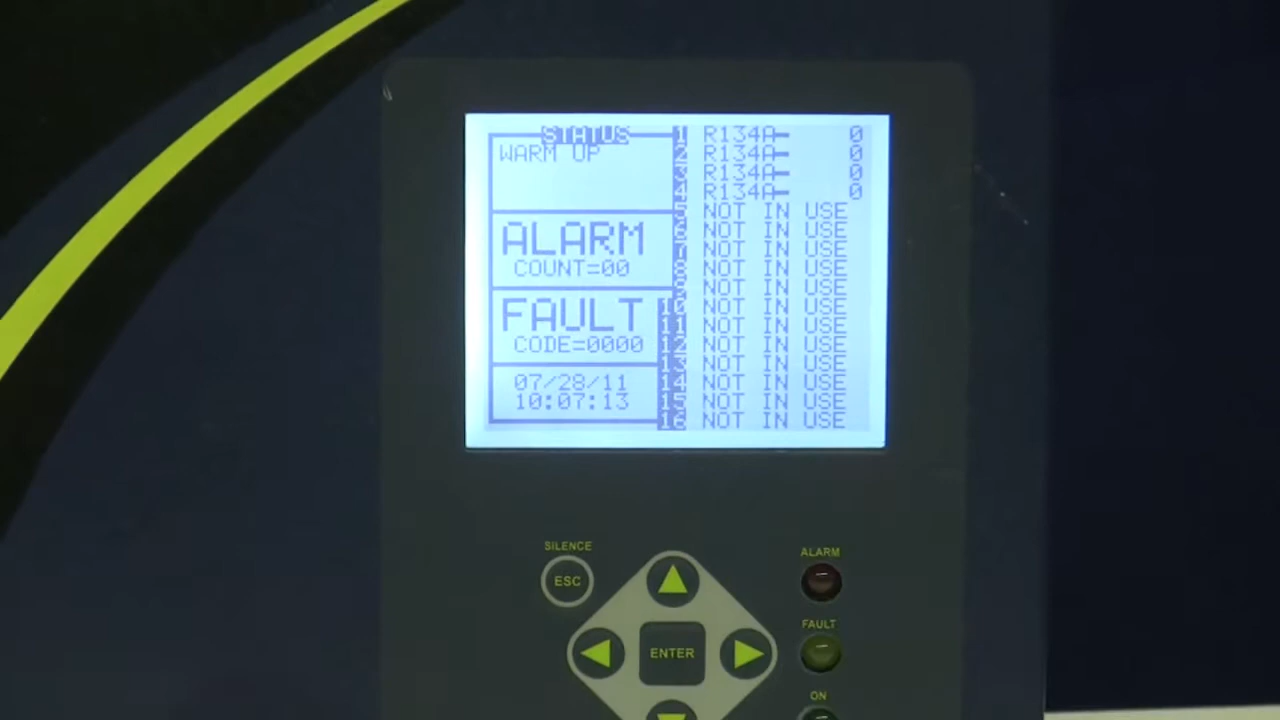 STATUS
WARM UP
ALARM
COUNT=00
FAULT
CODE=0000
07/28/11
10:07:13
1 R134A- 0
2 R134A- 0
3 R134A- 0
4 R134A- 0
5 NOT IN USE
6 NOT IN USE
7 NOT IN USE
8 NOT IN USE
9 NOT IN USE
10 NOT IN USE
11 NOT IN USE
12 NOT IN USE
13 NOT IN USE
14 NOT IN USE
15 NOT IN USE
16 NOT IN USE
SILENCE
ESC
ENTER
ALARM
FAULT
ON